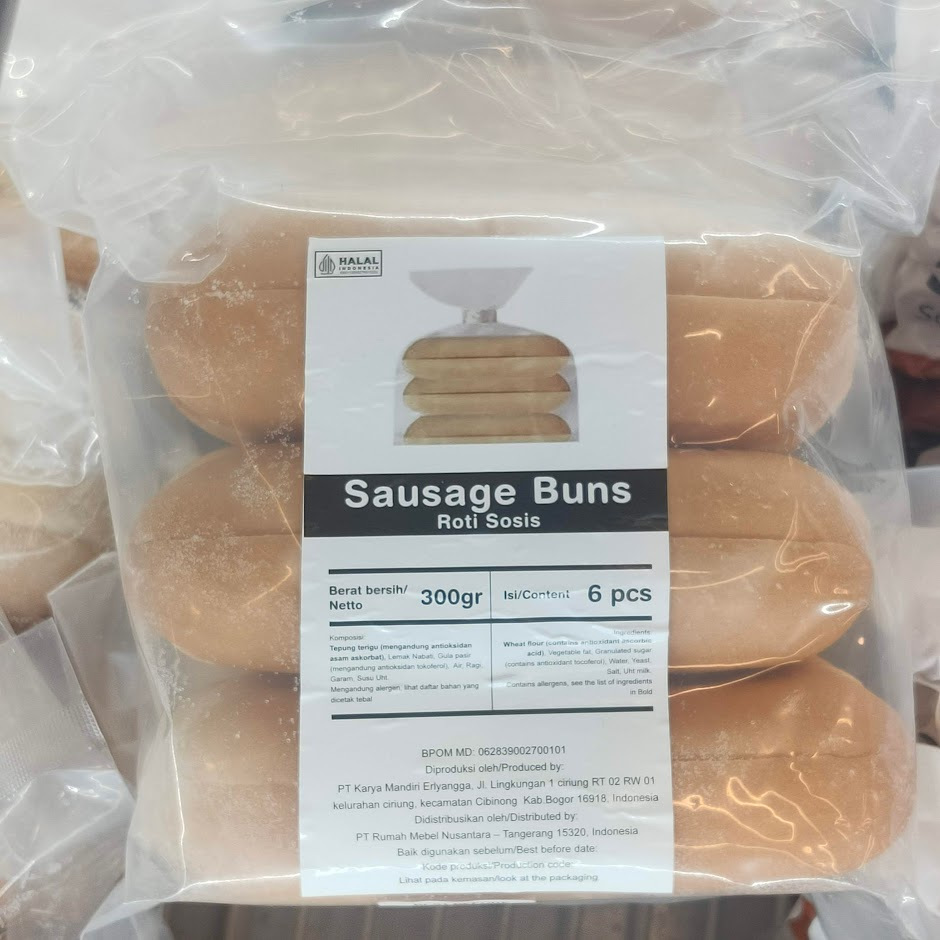 HALAL
INDONESIA
Sausage Buns
Roti Sosis
Berat bersih/
Netto
300gr
Isi/Content 6 pcs
Komposisi:
Tepung terigu (mengandung antioksidan
asam askorbat), Lemak Nabati, Gula pasir
(mengandung antioksidan tokoferol), Air, Ragi,
Garam, Susu Uht.
Mengandung alergen, lihat daftar bahan yang
dicetak tebal
Ingredients:
Wheat flour (contains antioxidant ascorbic
acid), Vegetable fat, Granulated sugar
(contains antioxidant tocoferol), Water, Yeast,
Salt, Uht milk.
Contains allergens, see the list of ingredients
in Bold
BPOM MD: 062839002700101
Diproduksi oleh/Produced by:
PT Karya Mandiri Erlyangga, Jl. Lingkungan 1 ciriung RT 02 RW 01
kelurahan ciriung, kecamatan Cibinong Kab.Bogor 16918, Indonesia
Didistribusikan oleh/Distributed by:
PT Rumah Mebel Nusantara – Tangerang 15320, Indonesia
Baik digunakan sebelum/Best before date:
Kode produksi/Production code:
Lihat pada kemasan/look at the packaging